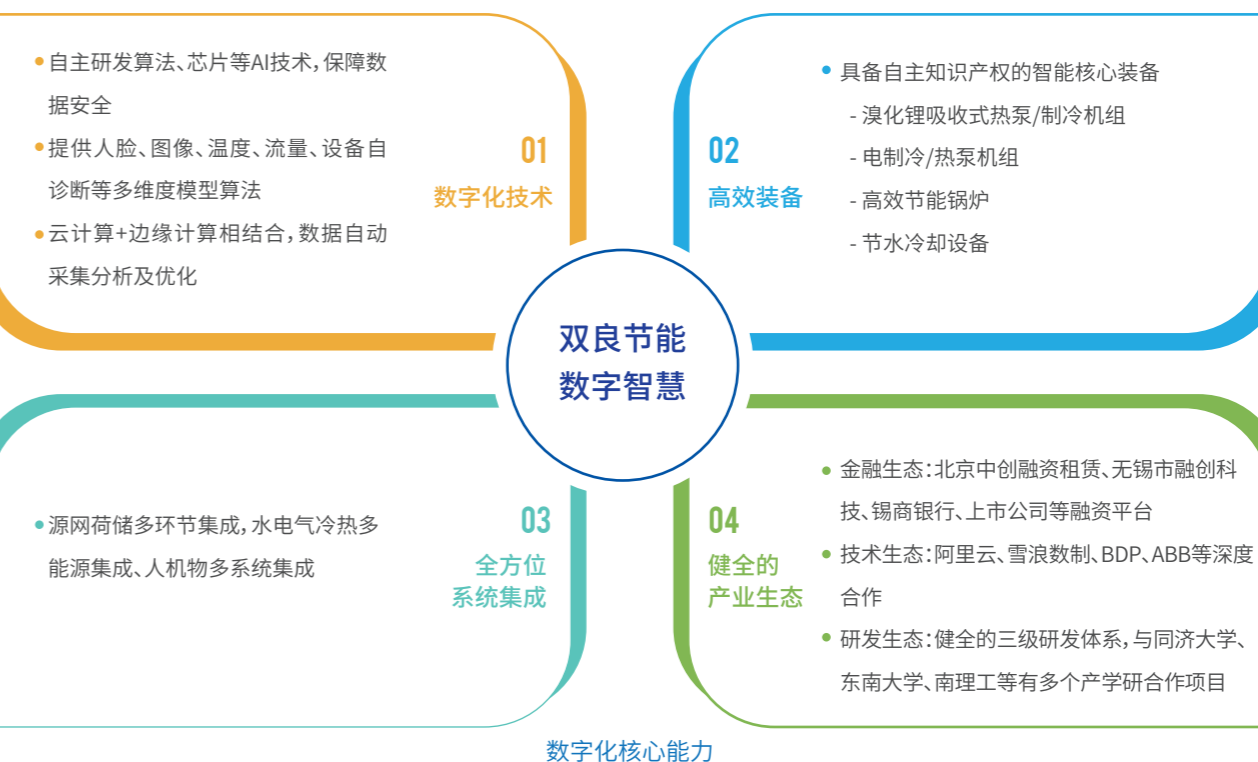 自主研发算法、芯片等AI技术，保障数
据安全
提供人脸、图像、温度、流量、设备自
诊断等多维度模型算法
云计算+边缘计算相结合，数据自动
采集分析及优化
01
数字化技术
02
高效装备
具备自主知识产权的智能核心装备
- 溴化锂吸收式热泵/制冷机组
- 电制冷/热泵机组
- 高效节能锅炉
- 节水冷却设备
双良节能
数字智慧
源网荷储多环节集成，水电气冷热多
能源集成、人机物多系统集成
03
全方位
系统集成
04
健全的
产业生态
金融生态：北京中创融资租赁、无锡市融创科
技、锡商银行、上市公司等融资平台
技术生态：阿里云、雪浪数制、BDP、ABB等深度
合作
研发生态：健全的三级研发体系，与同济大学、
东南大学、南理工等有多个产学研合作项目
数字化核心能力